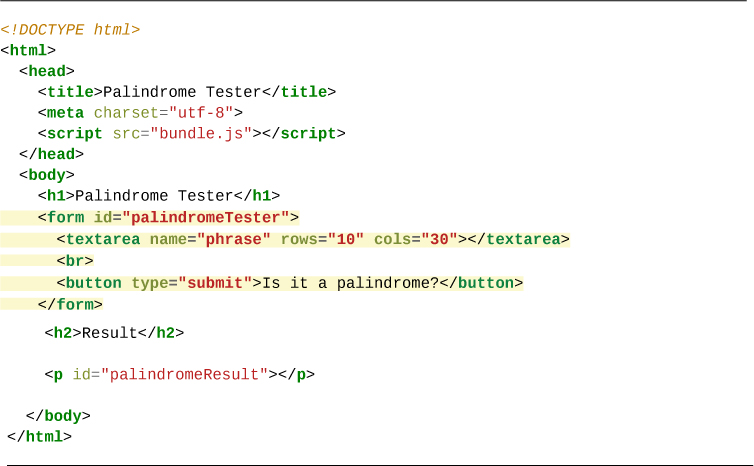 <!DOCTYPE html>
<html>
<head>
<title>Palindrome Tester</title>
<meta charset="utf-8">
<script src="bundle.js"></script>
</head>
<body>
<h1>Palindrome Tester</h1>
<form id="palindromeTester">
<textarea name="phrase" rows="10" cols="30"></textarea>
<br>
<button type="submit">Is it a palindrome?</button>
</form>
<h2>Result</h2>
<p id="palindromeResult"></p>
</body>
</html>